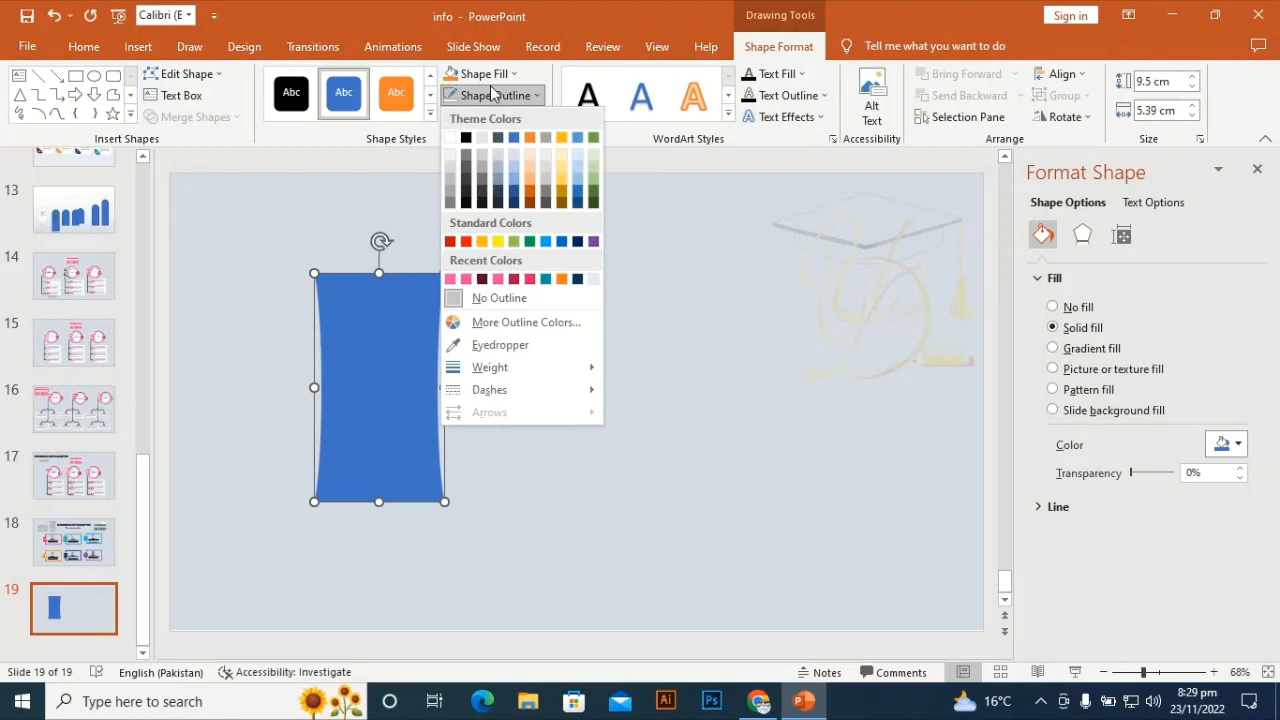 Calibri (E
info - PowerPoint
Drawing Tools
Sign in
File
Home
Insert
Draw
Design
Transitions
Animations
Slide Show
Record
Review
View
Help
Shape Format
Tell me what you want to do
Edit Shape
Text Box
Merge Shapes
Insert Shapes
Abc
Abc
Abc
Shape Styles
Shape Fill
Shape Outline
A
A
A
WordArt Styles
Text Fill
Text Outline
Text Effects
Alt
Text
Accessibility
Bring Forward
Send Backward
Selection Pane
Align
Group
Rotate
Arrange
9.5 cm
5.39 cm
Size
Theme Colors
Standard Colors
Recent Colors
No Outline
More Outline Colors...
Eyedropper
Weight
Dashes
Arrows
13
14
15
16
17
18
19
Format Shape
Shape Options
Text Options
Fill
No fill
Solid fill
Gradient fill
Picture or texture fill
Pattern fill
Slide background fill
Color
Transparency
0%
Line
Slide 19 of 19
English (Pakistan)
Accessibility: Investigate
Notes
Comments
68%
Type here to search
Ai
Ps
16°C
8:29 pm
23/11/2022